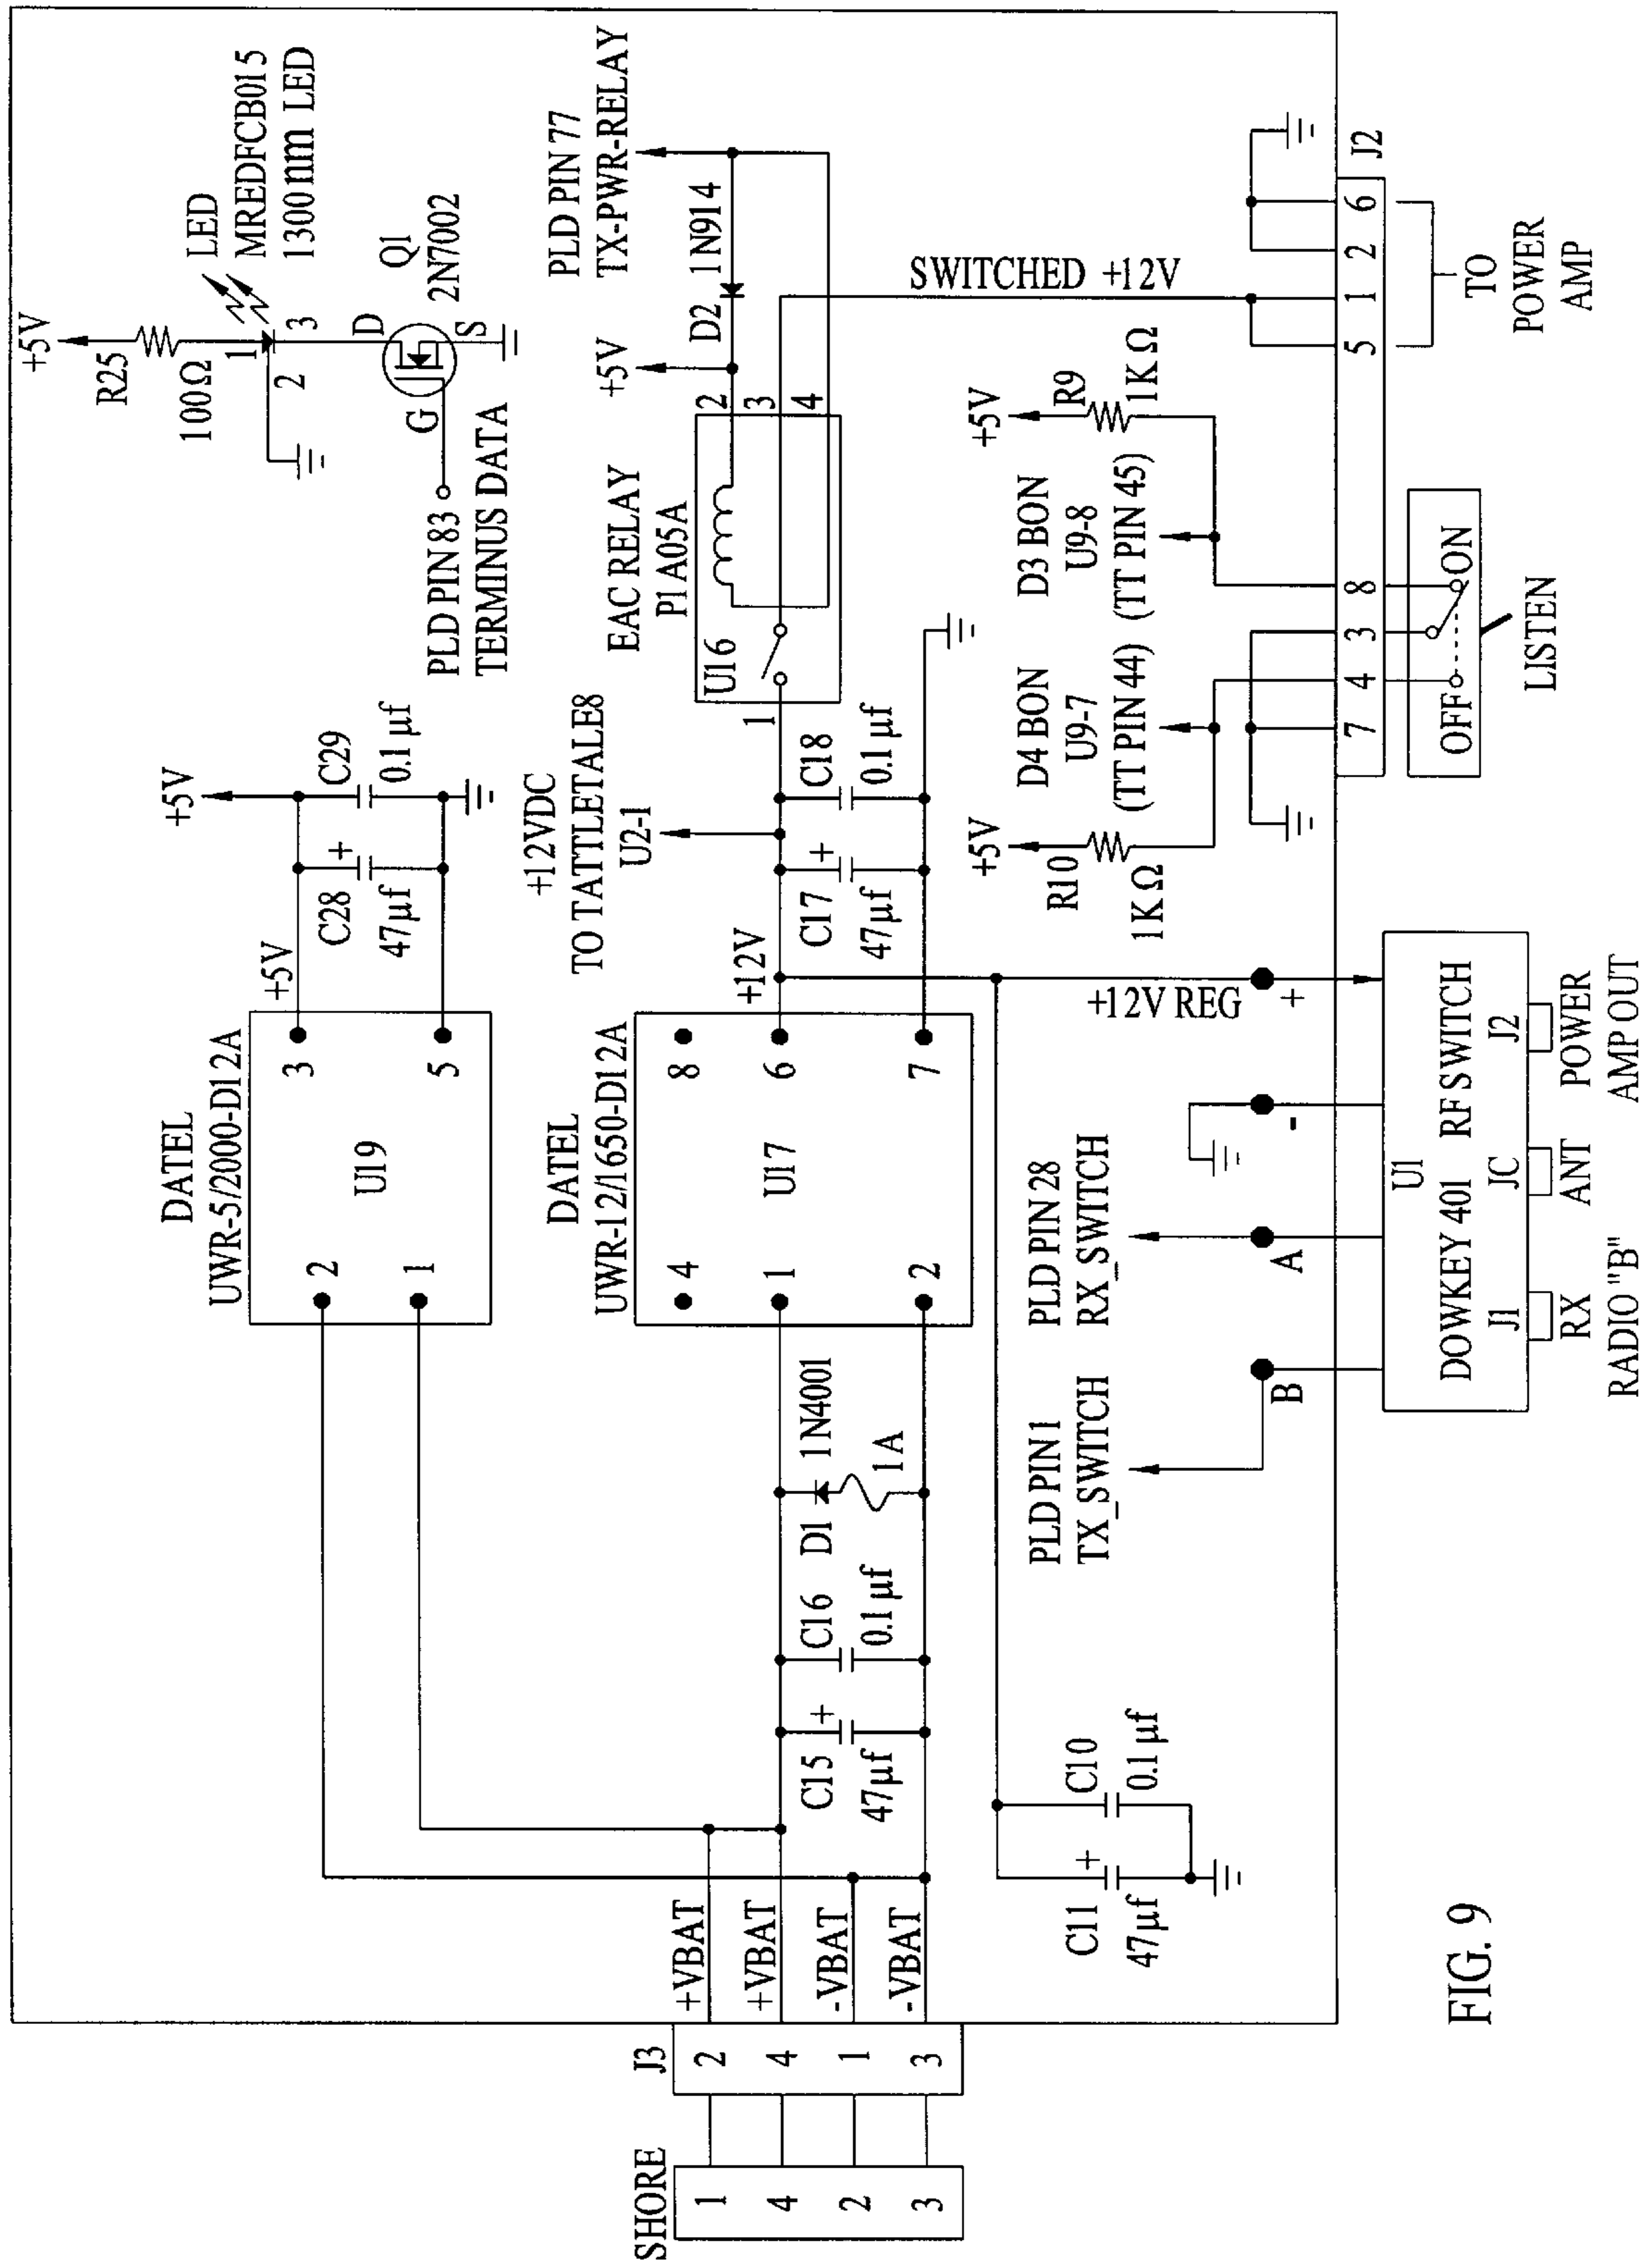 SHORE
1
4
2
3
J3
2
4
1
3
+VBAT
+VBAT
-VBAT
-VBAT
DATEL
UWR-5/2000-D12A
2
1
U19
3
5
+5V
+5V
C28
+
47µf
C29
0.1µf
+5V
R25
100Ω
LED
MREDFCB015
1300nm LED
1
2
3
D
Q1
2N7002
G
S
PLD PIN 83
TERMINUS DATA
DATEL
UWR-12/1650-D12A
4
1
2
U17
8
6
7
C15
+
47µf
C16
0.1µf
D1
1N4001
1A
+12V
+12VDC
TO TATTLETALE8
U2-1
C17
+
47µf
C18
0.1µf
EAC RELAY
P1A05A
U16
1
2
3
4
+5V
D2
1N914
PLD PIN 77
TX-PWR-RELAY
SWITCHED +12V
C11
+
47µf
C10
0.1µf
PLD PIN 1
TX_SWITCH
B
PLD PIN 28
RX_SWITCH
A
-
+12V REG
+
U1
DOWKEY 401 RF SWITCH
J1
JC
J2
RX
ANT
POWER
RADIO "B"
AMP OUT
+5V
R10
1KΩ
D4 BON
U9-7
(TT PIN 44)
D3 BON
U9-8
(TT PIN 45)
+5V
R9
1KΩ
7
4
3
8
5
1
2
6
J2
OFF
ON
LISTEN
TO
POWER
AMP
FIG. 9